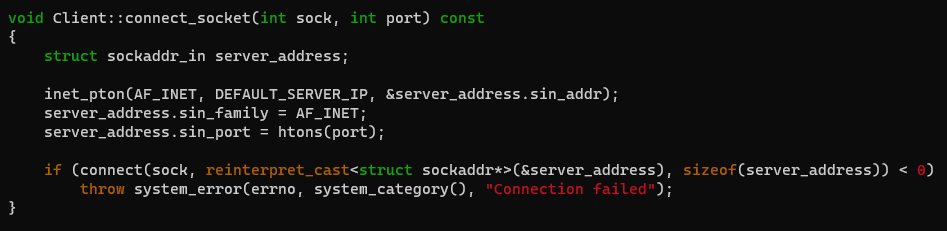 void Client::connect_socket(int sock, int port) const
{
    struct sockaddr_in server_address;

    inet_pton(AF_INET, DEFAULT_SERVER_IP, &server_address.sin_addr);
    server_address.sin_family = AF_INET;
    server_address.sin_port = htons(port);

    if (connect(sock, reinterpret_cast<struct sockaddr*>(&server_address), sizeof(server_address)) < 0)
        throw system_error(errno, system_category(), "Connection failed");
}